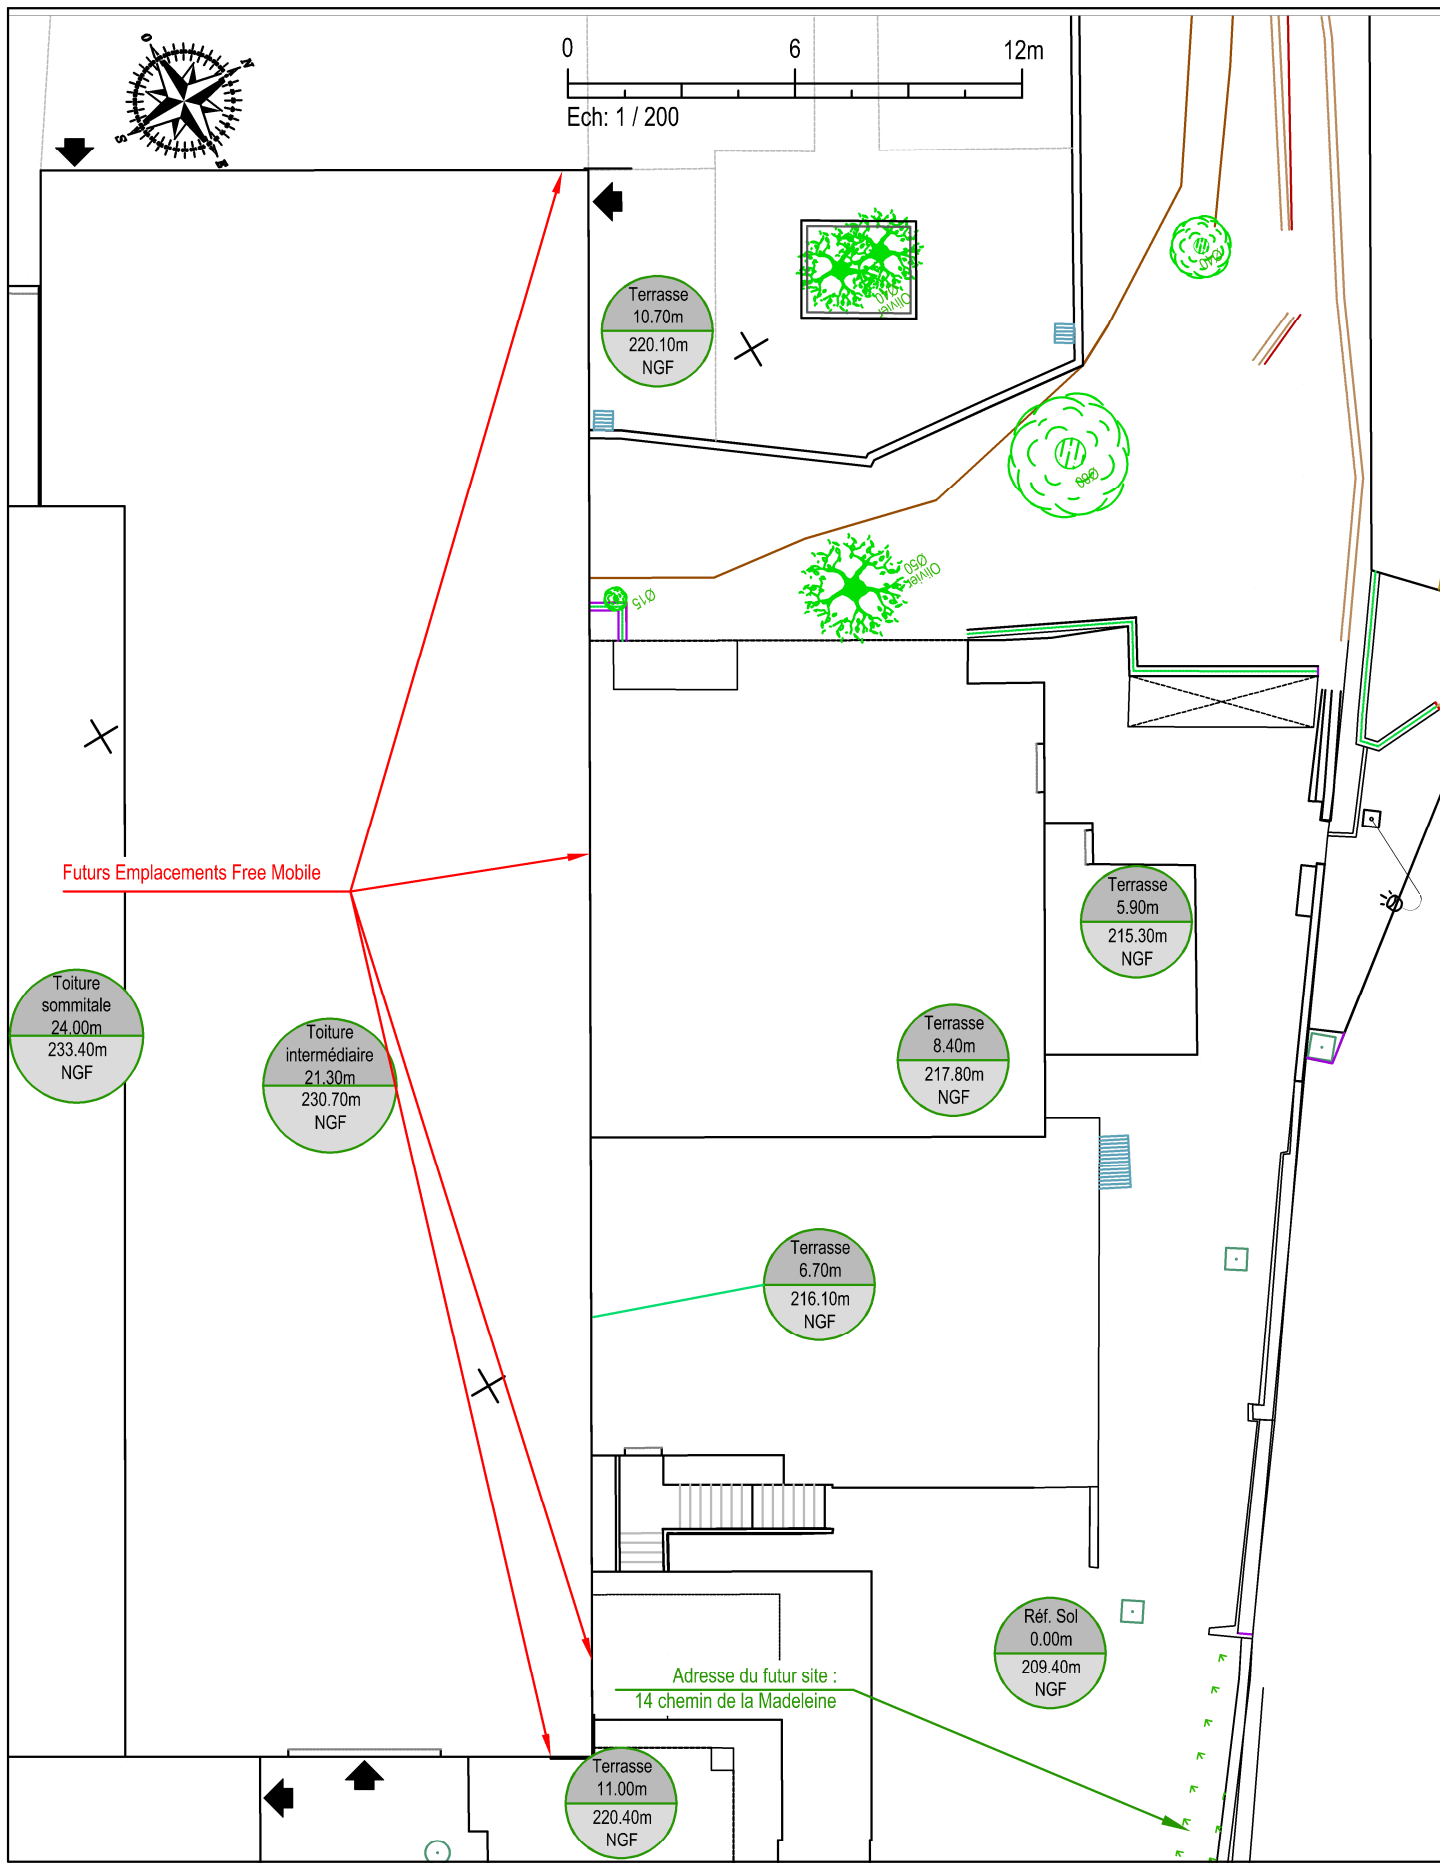 O
N
S
E
0
6
12m
Ech: 1 / 200
Terrasse
10.70m
220.10m
NGF
Olivier
Ø40
Ø40
Ø60
Olivier
Ø50
Ø15
Futurs Emplacements Free Mobile
Terrasse
5.90m
215.30m
NGF
Toiture
sommitale
24.00m
233.40m
NGF
Toiture
intermédiaire
21.30m
230.70m
NGF
Terrasse
8.40m
217.80m
NGF
Terrasse
6.70m
216.10m
NGF
Réf. Sol
0.00m
209.40m
NGF
Adresse du futur site :
14 chemin de la Madeleine
Terrasse
11.00m
220.40m
NGF